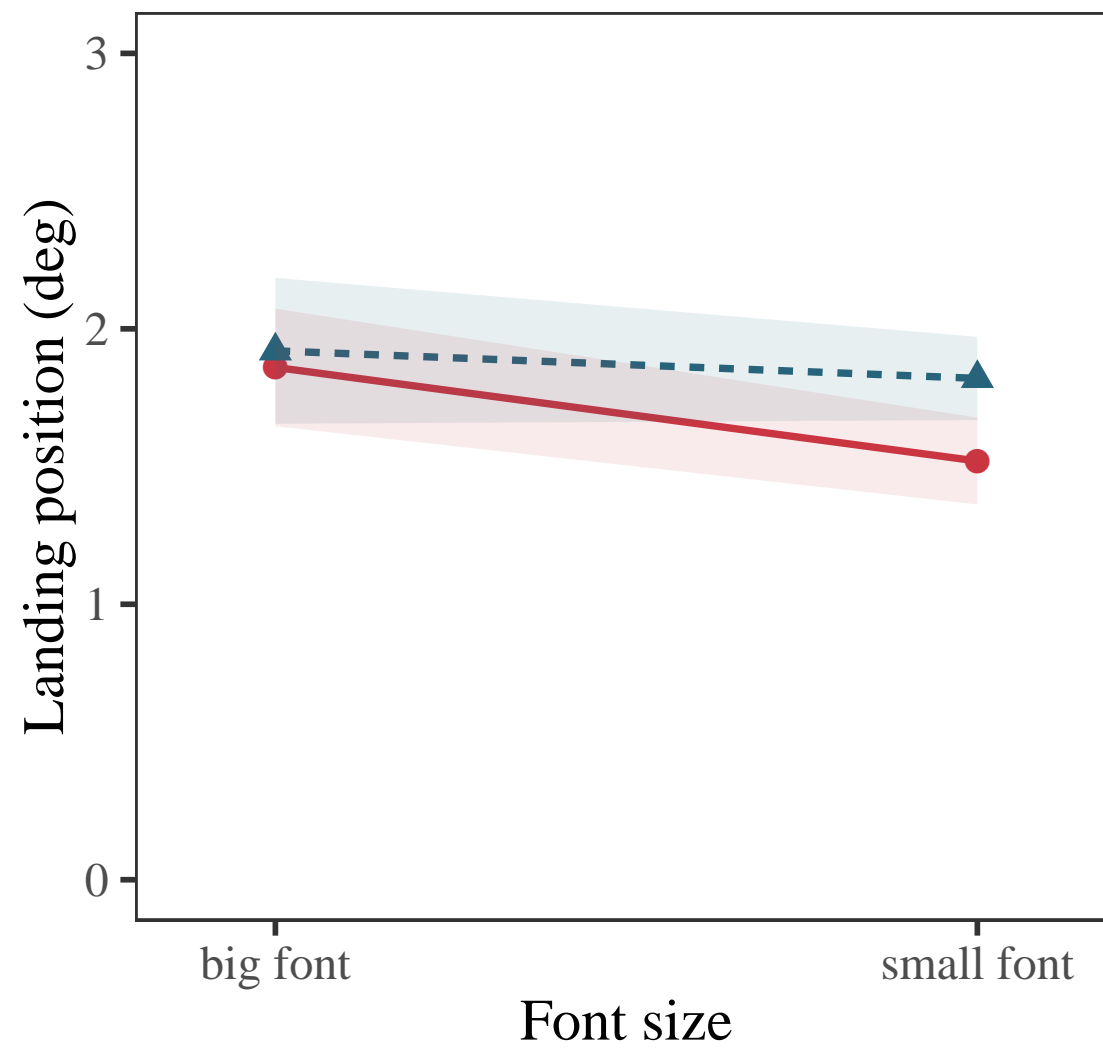 Landing position (deg)
3
2
1
0
big font
small font
Font size